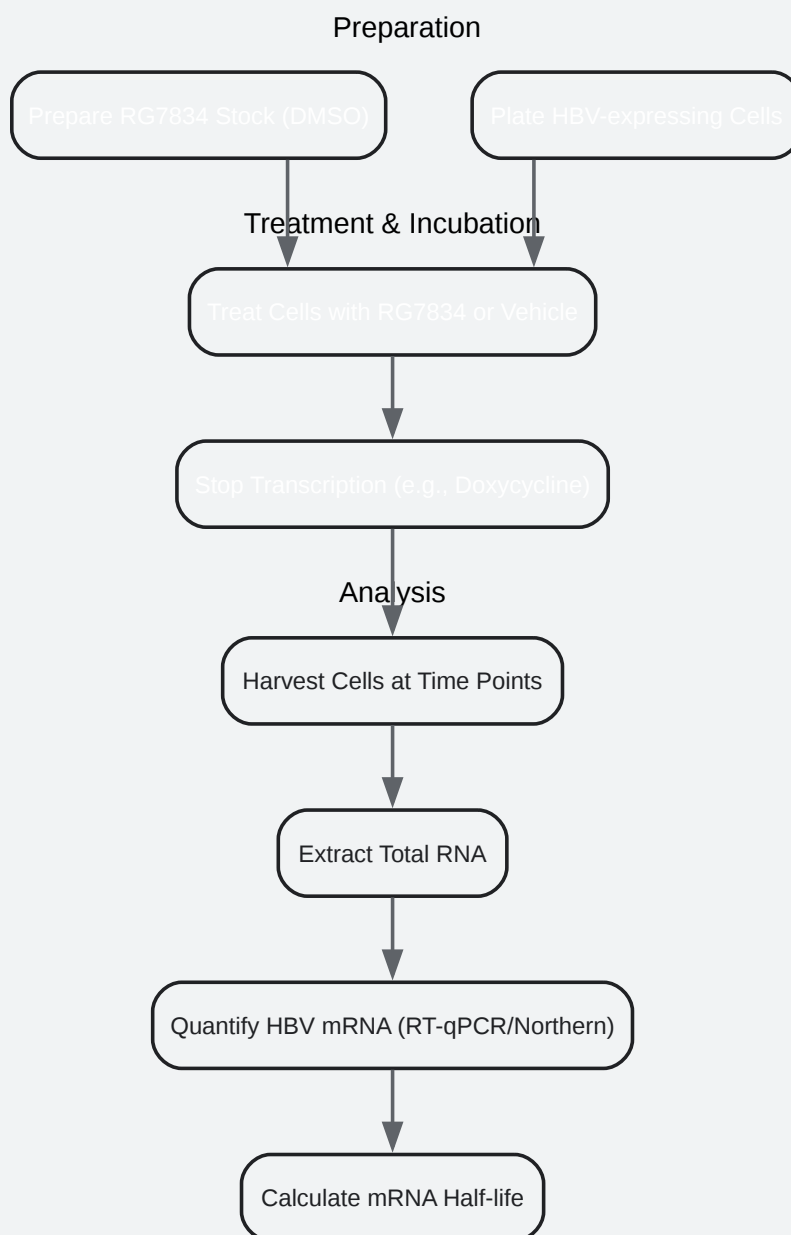 Preparation
Prepare RG7834 Stock (DMSO)
Plate HBV-expressing Cells
Treatment & Incubation
Treat Cells with RG7834 or Vehicle
Stop Transcription (e.g., Doxycycline)
Analysis
Harvest Cells at Time Points
Extract Total RNA
Quantify HBV mRNA (RT-qPCR/Northern)
Calculate mRNA Half-life